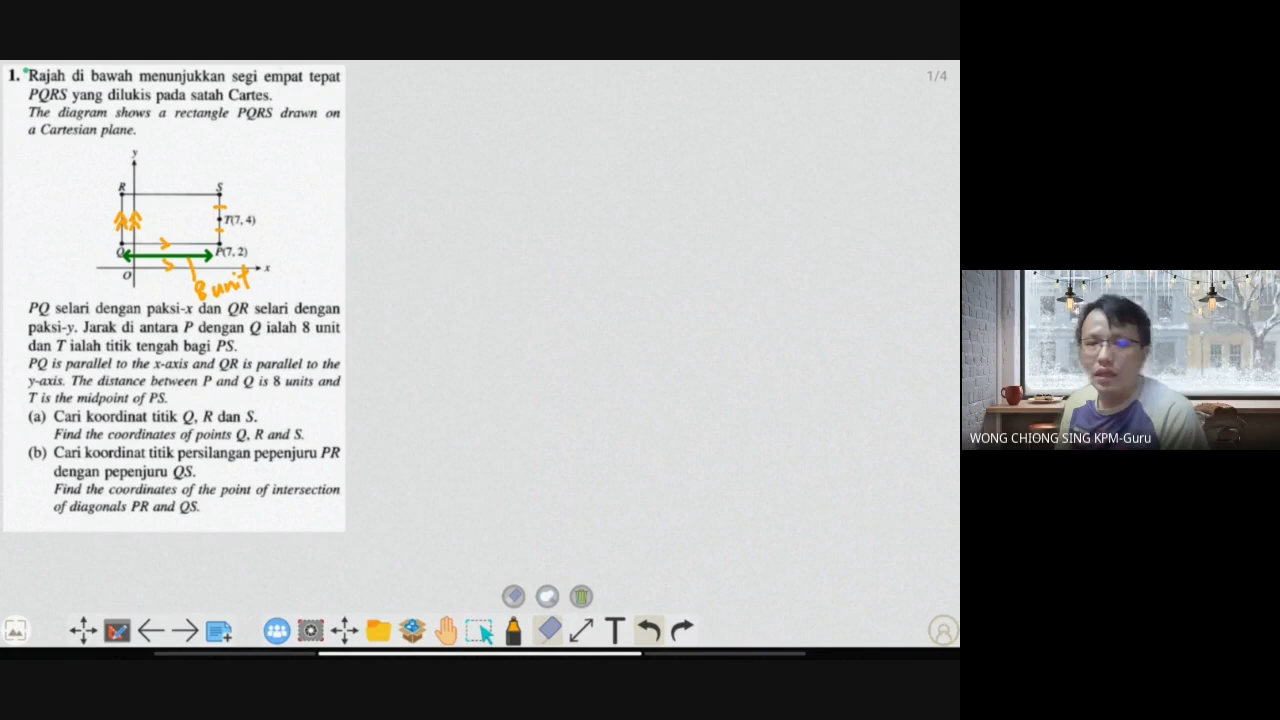 1/4
1. Rajah di bawah menunjukkan segi empat tepat
PQRS yang dilukis pada satah Cartes.
The diagram shows a rectangle PQRS drawn on
a Cartesian plane.
y
R
S
T(7, 4)
Q
P(7, 2)
O
x
8 unit
PQ selari dengan paksi-x dan QR selari dengan
paksi-y. Jarak di antara P dengan Q ialah 8 unit
dan T ialah titik tengah bagi PS.
PQ is parallel to the x-axis and QR is parallel to the
y-axis. The distance between P and Q is 8 units and
T is the midpoint of PS.
(a) Cari koordinat titik Q, R dan S.
Find the coordinates of points Q, R and S.
(b) Cari koordinat titik persilangan pepenjuru PR
dengan pepenjuru QS.
Find the coordinates of the point of intersection
of diagonals PR and QS.
T
WONG CHIONG SING KPM-Guru